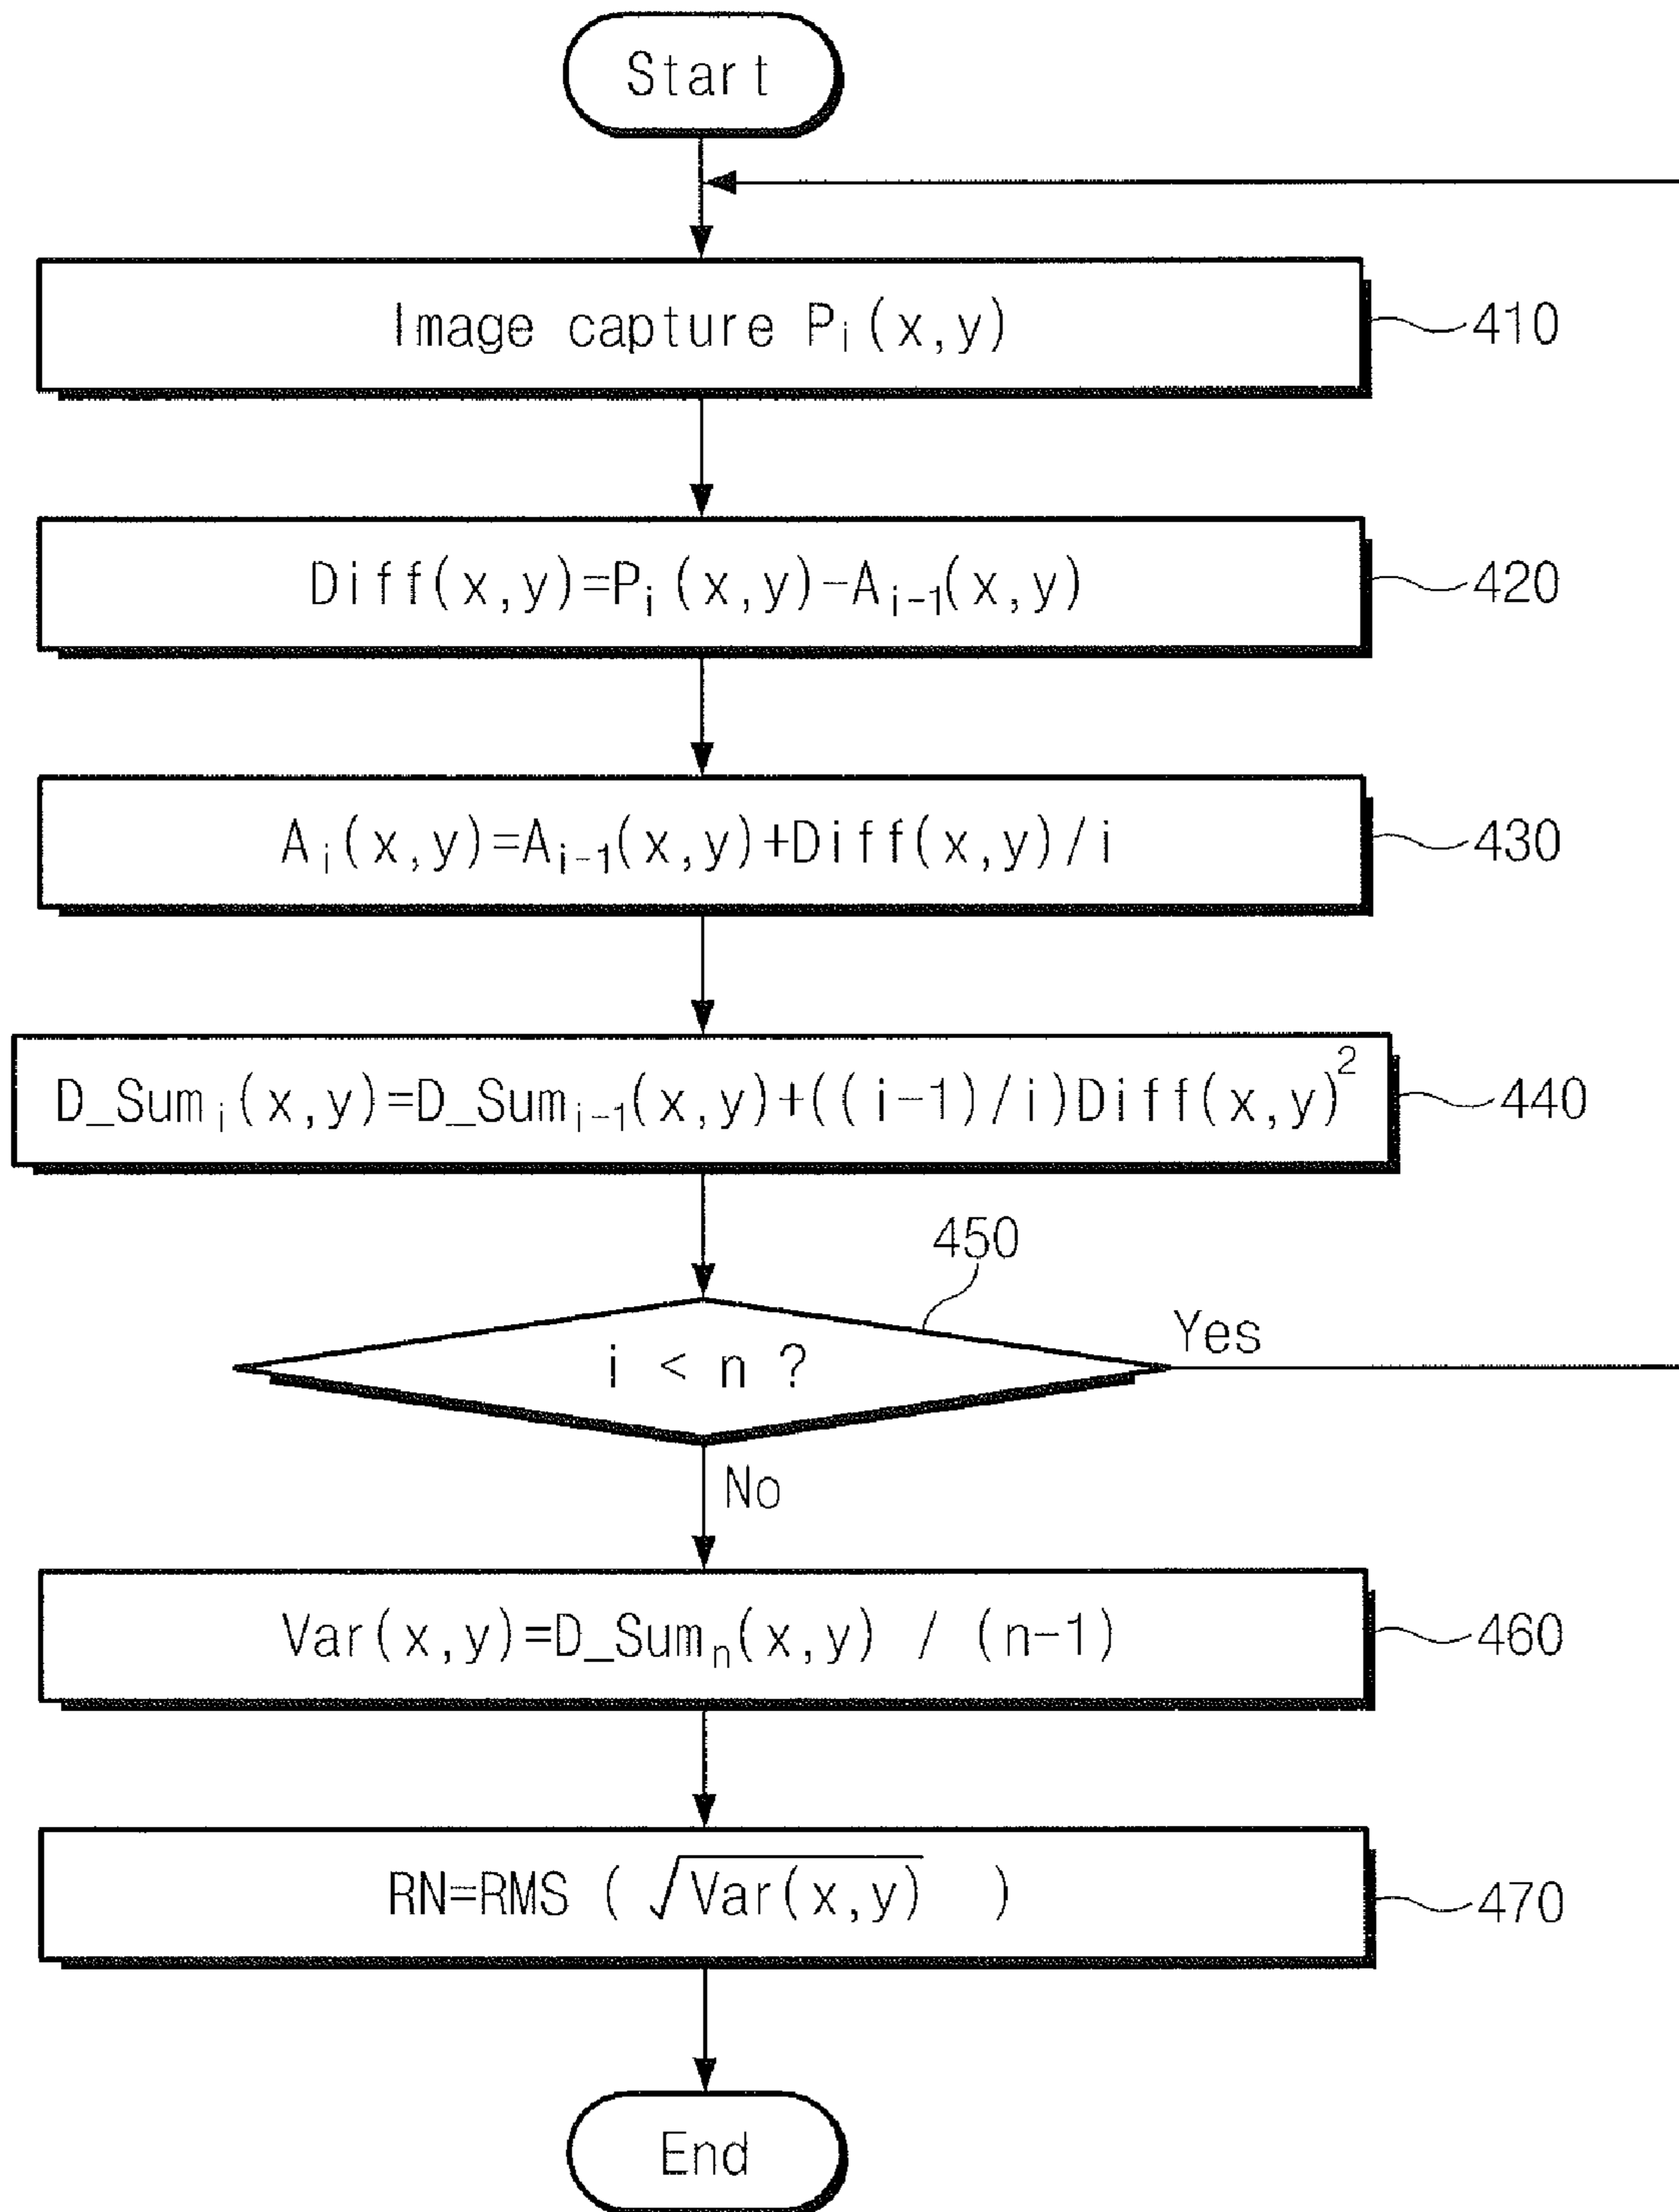 Start
Image capture Pᵢ(x,y)
410
Diff(x,y)=Pᵢ(x,y)-Aᵢ₋₁(x,y)
420
Aᵢ(x,y)=Aᵢ₋₁(x,y)+Diff(x,y)/i
430
D_Sumᵢ(x,y)=D_Sumᵢ₋₁(x,y)+((i-1)/i)Diff(x,y)²
440
450
i < n ?
Yes
No
Var(x,y)=D_Sumₙ(x,y) / (n-1)
460
RN=RMS ( √Var(x,y) )
470
End